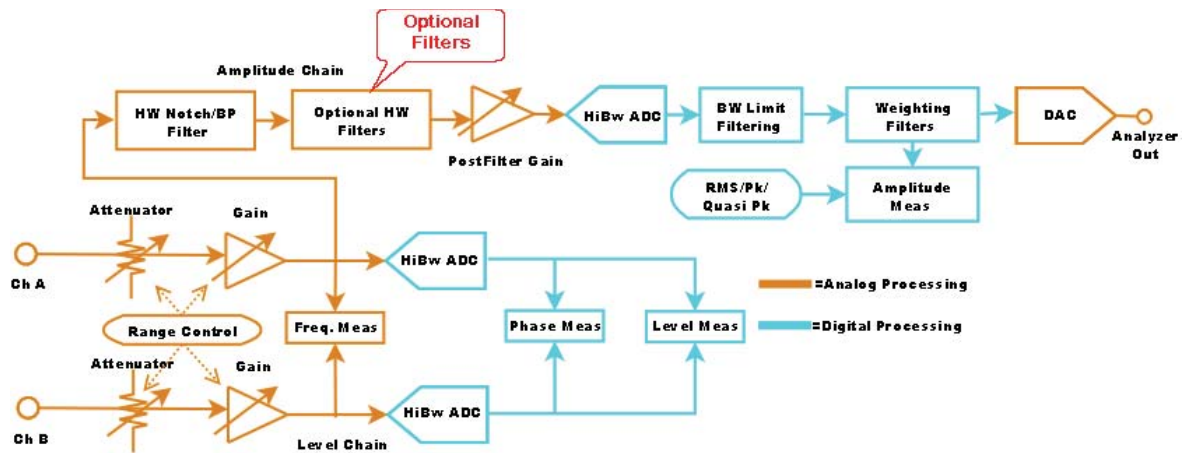 Optional
Filters
Amplitude Chain
HW Notch/BP
Filter
Optional HW
Filters
PostFilter Gain
HiBw ADC
BW Limit
Filtering
Weighting
Filters
DAC
Analyzer
Out
RMS/Pk/
Quasi Pk
Amplitude
Meas
Attenuator
Gain
Ch A
HiBw ADC
=Analog Processing
Range Control
Freq. Meas
Phase Meas
Level Meas
=Digital Processing
Attenuator
Gain
Ch B
Level Chain
HiBw ADC